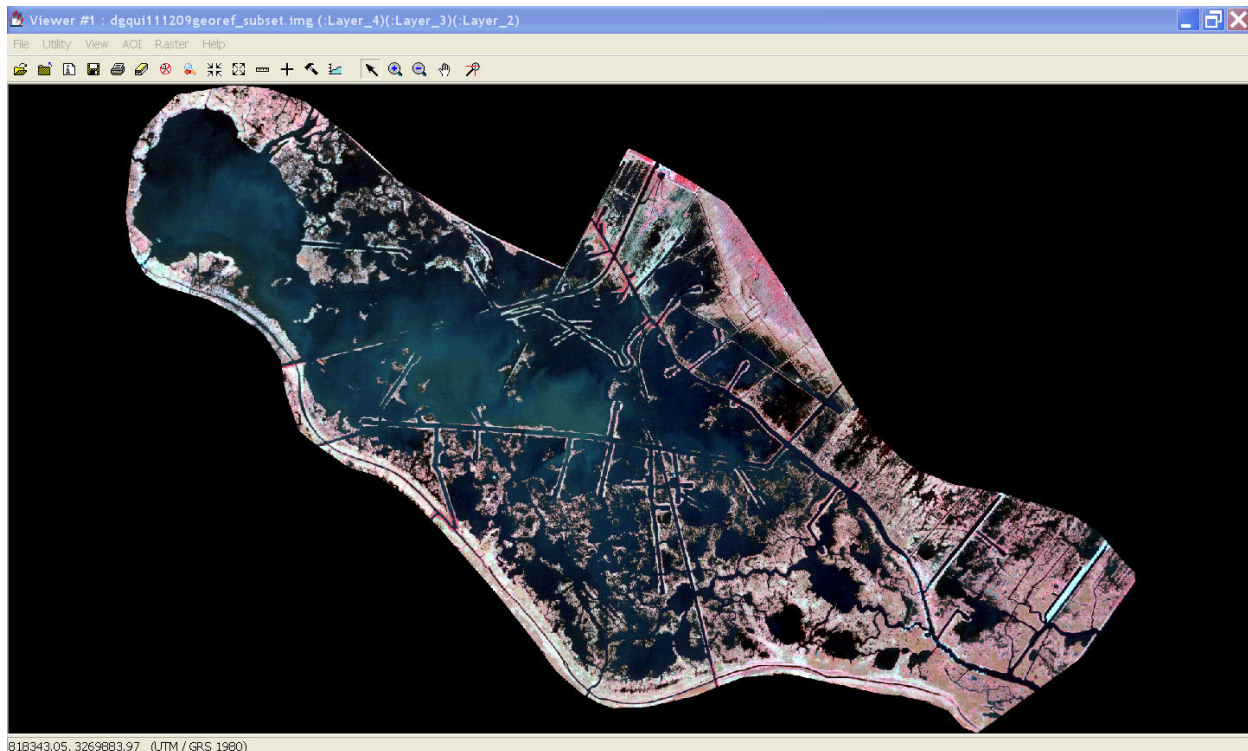 Viewer #1 : dgqui111209georef_subset.img (:Layer_4)(:Layer_3)(:Layer_2)
File Utility View AOI Raster Help
818343.05, 3269883.97 (UTM / GRS 1980)